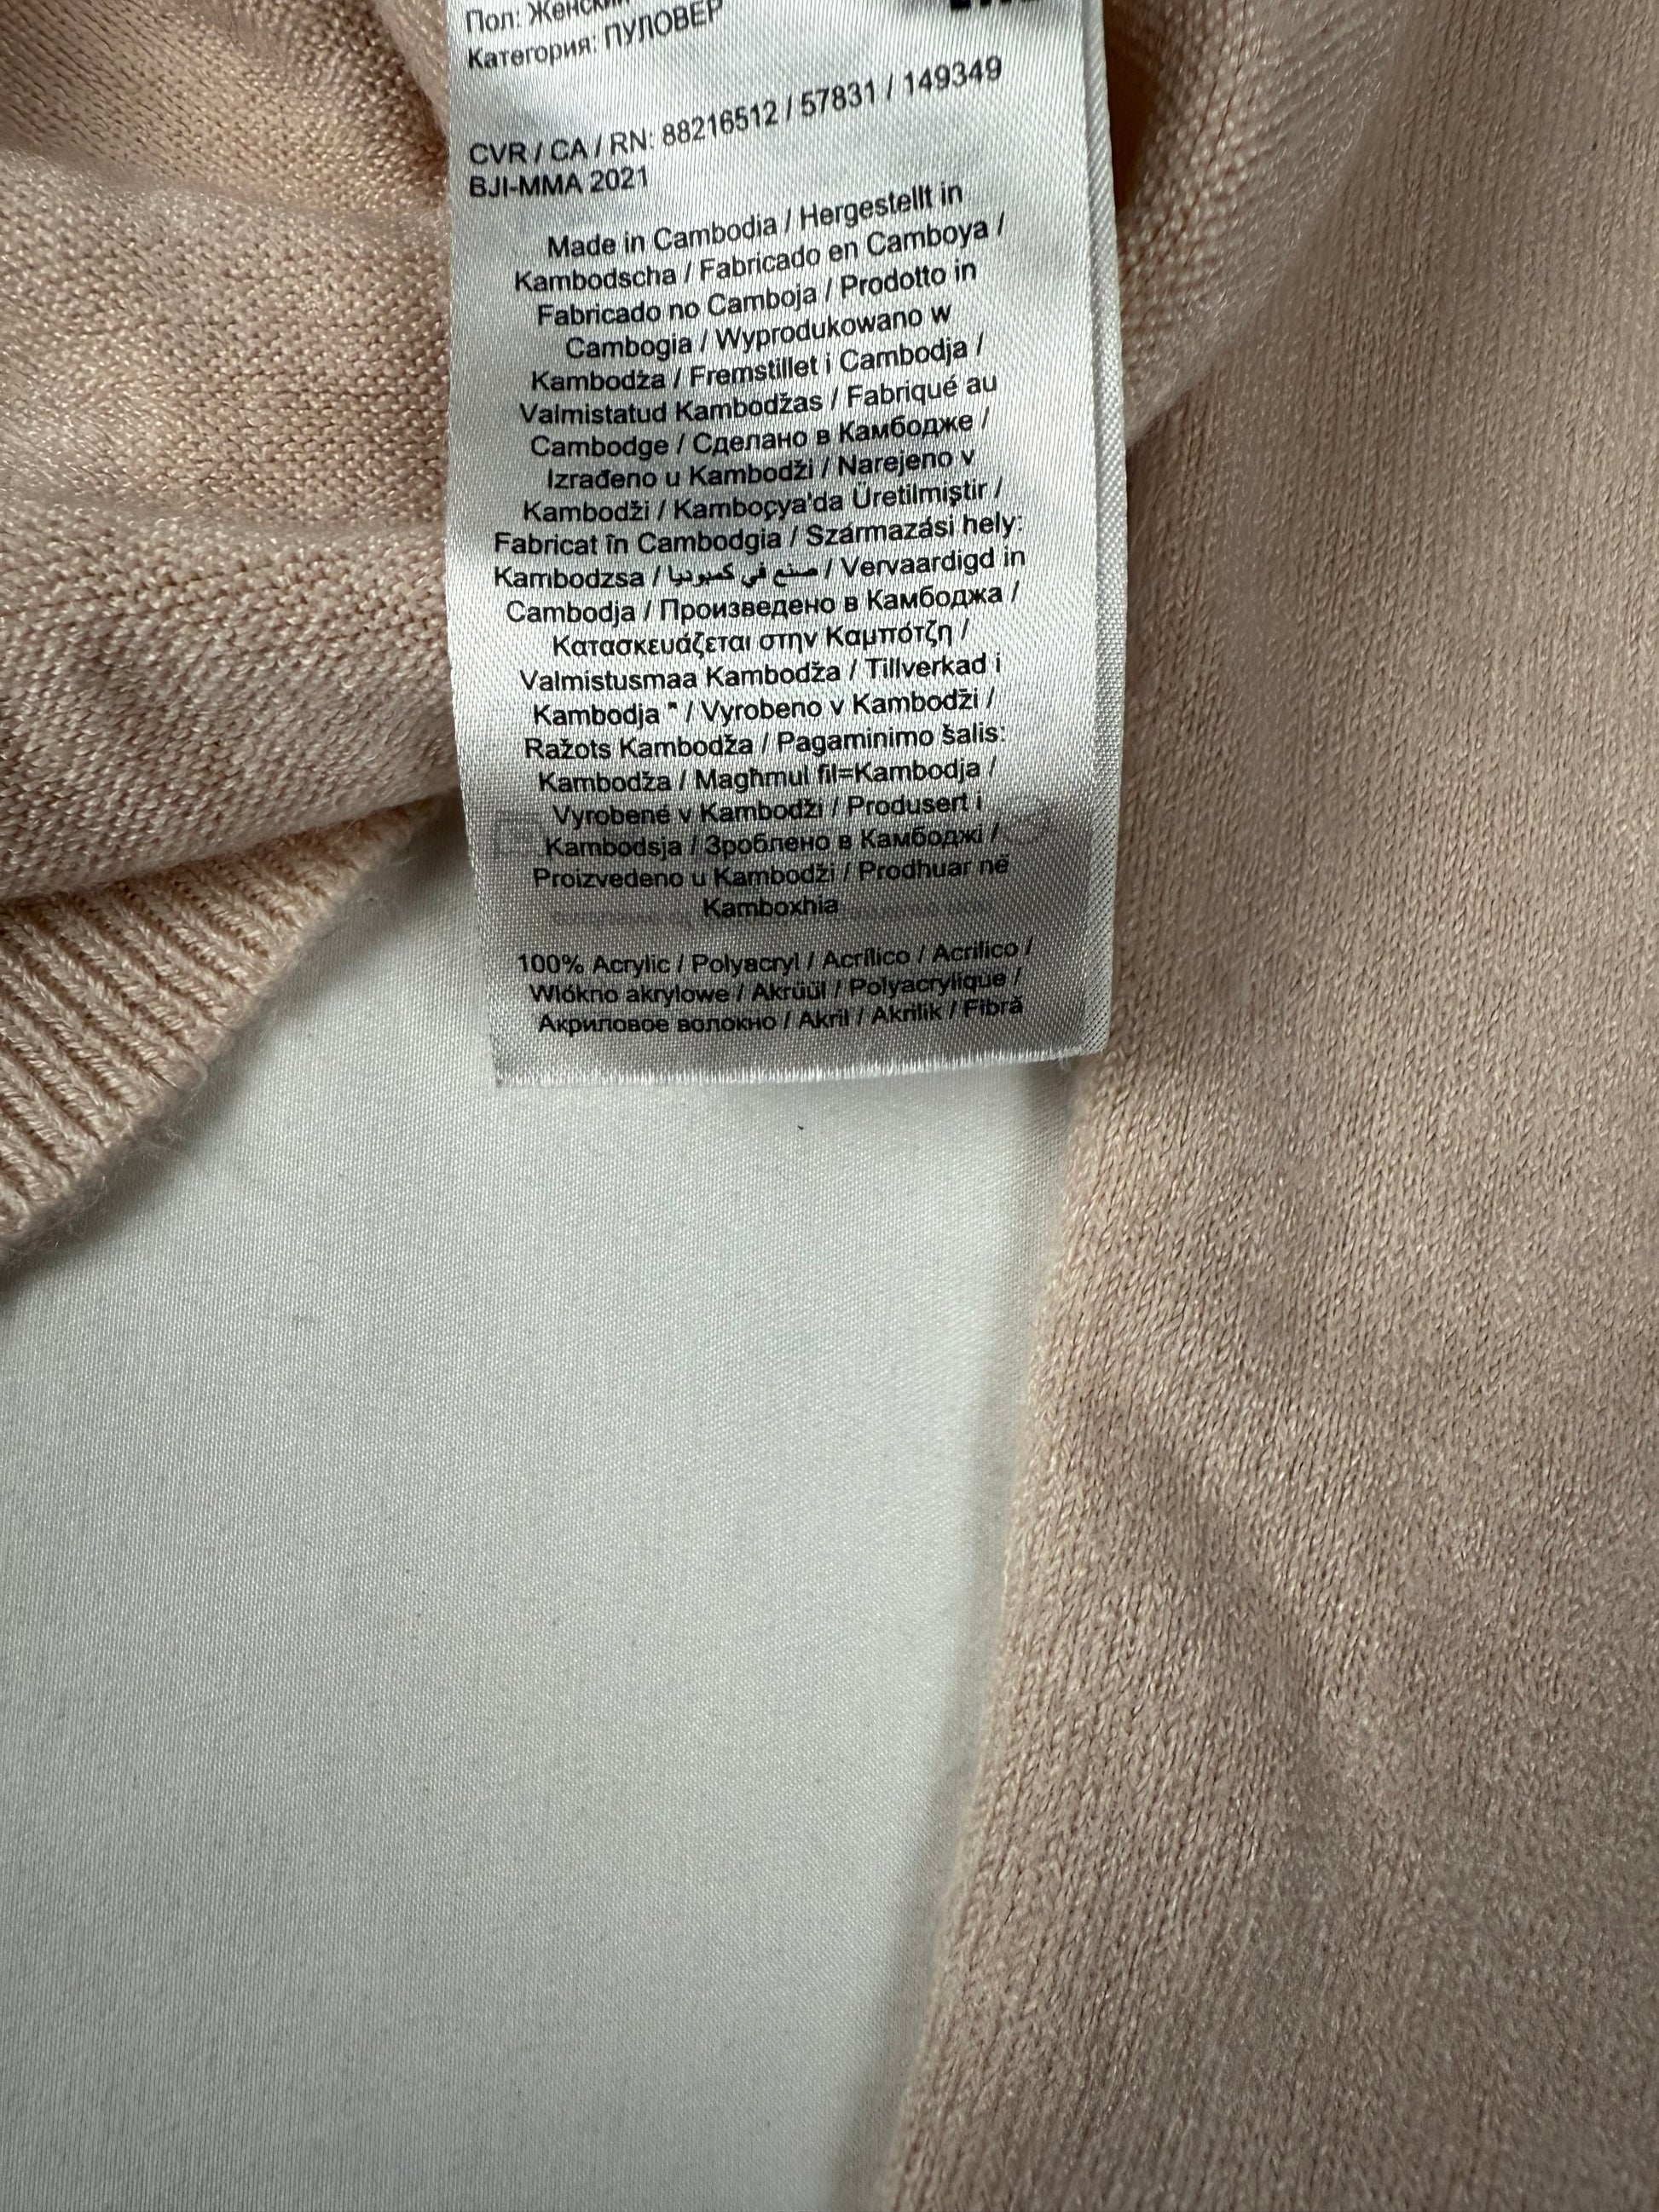 Пол: Женский
Категория: ПУЛОВЕР
CVR / CA / RN: 88216512 / 57831 / 149349
BJI-MMA 2021
Made in Cambodia / Hergestellt in
Kambodscha / Fabricado en Camboya /
Fabricado no Camboja / Prodotto in
Cambogia / Wyprodukowano w
Kambodża / Fremstillet i Cambodja /
Valmistatud Kambodžas / Fabriqué au
Cambodge / Сделано в Камбодже /
Izrađeno u Kambodži / Narejeno v
Kambodži / Kamboçya'da Üretilmiştir /
Fabricat în Cambodgia / Származási hely:
Kambodzsa / صنع في كمبوديا / Vervaardigd in
Cambodja / Произведено в Камбоджа /
Κατασκευάζεται στην Καμπότζη /
Valmistusmaa Kambodža / Tillverkad i
Kambodja " / Vyrobeno v Kambodži /
Ražots Kambodža / Pagaminimo šalis:
Kambodža / Magħmul fil=Kambodja /
Vyrobené v Kambodži / Produsert i
Kambodsja / Зроблено в Камбоджі /
Proizvedeno u Kambodži / Prodhuar në
Kamboxhia
100% Acrylic / Polyacryl / Acrílico / Acrilico /
Wlókno akrylowe / Akrüül / Polyacrylique /
Акриловое волокно / Akril / Akrilik / Fibră